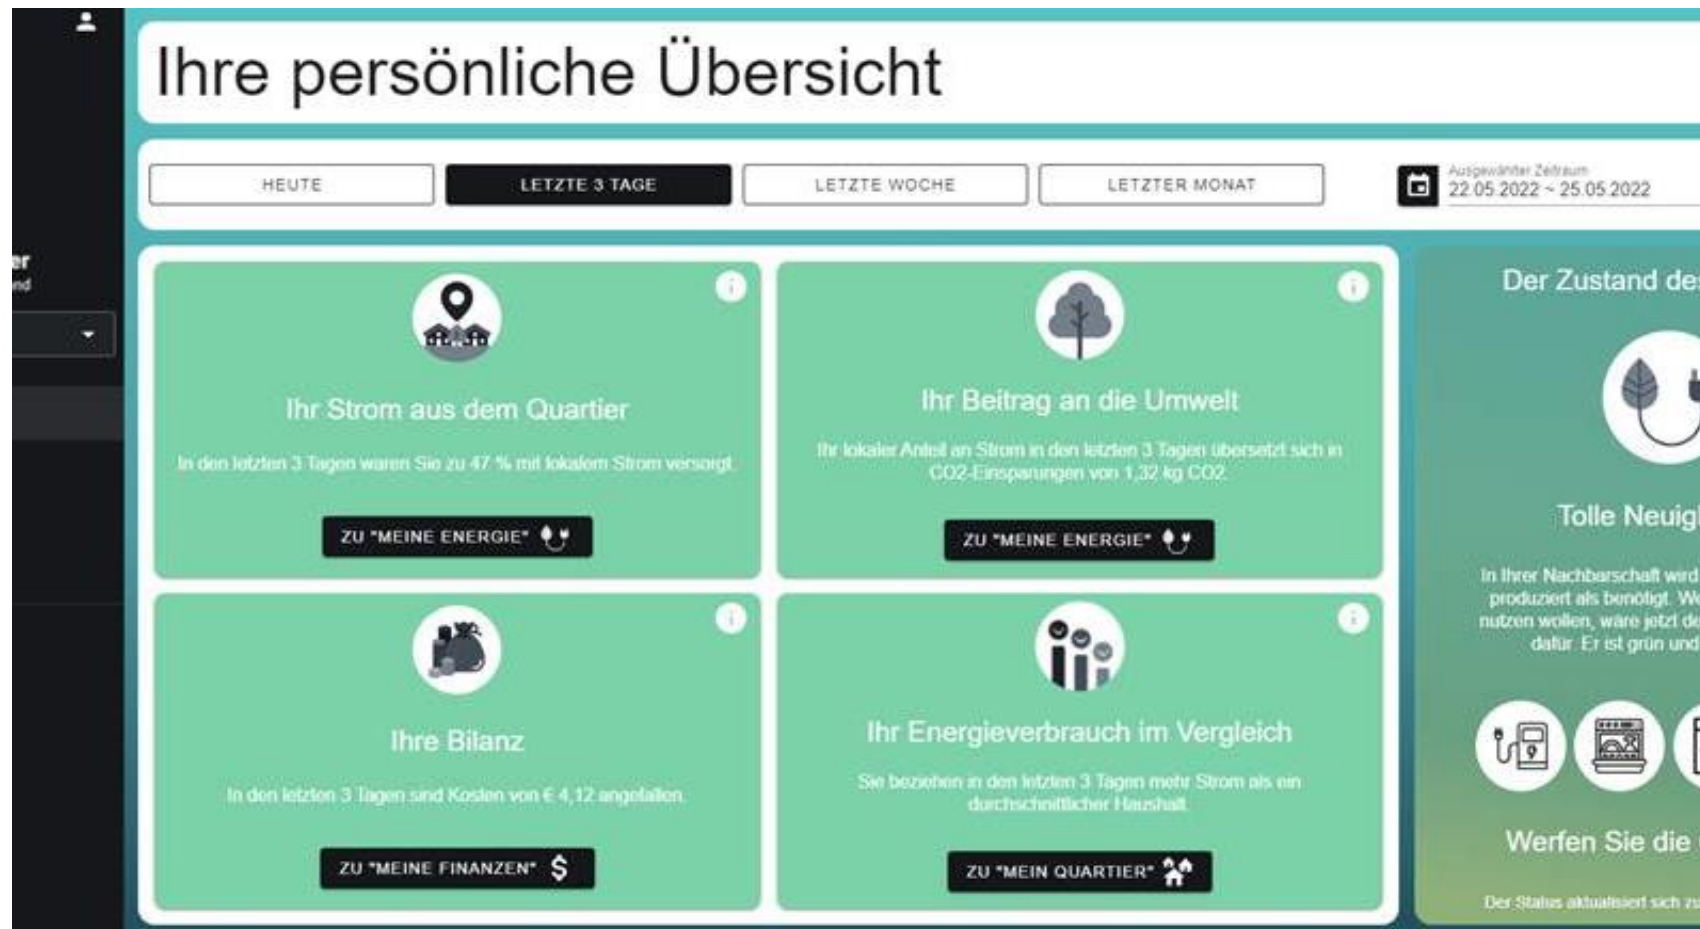 Ihre persönliche Übersicht
HEUTE
LETZTE 3 TAGE
LETZTE WOCHE
LETZTER MONAT
Ausgewählter Zeitraum
22.05.2022 ~ 25.05.2022
er
nd
Ihr Strom aus dem Quartier
In den letzten 3 Tagen waren Sie zu 47 % mit lokalem Strom versorgt.
ZU "MEINE ENERGIE"
Ihr Beitrag an die Umwelt
Ihr lokaler Anteil an Strom in den letzten 3 Tagen übersetzt sich in
CO2-Einsparungen von 1,32 kg CO2.
ZU "MEINE ENERGIE"
Ihre Bilanz
In den letzten 3 Tagen sind Kosten von € 4,12 angefallen.
ZU "MEINE FINANZEN"
Ihr Energieverbrauch im Vergleich
Sie beziehen in den letzten 3 Tagen mehr Strom als ein
durchschnittlicher Haushalt.
ZU "MEIN QUARTIER"
Der Zustand des
Tolle Neuig
In Ihrer Nachbarschaft wird
produziert als benötigt. We
nutzen wollen, wäre jetzt de
dafür. Er ist grün und
Werfen Sie die
Der Status aktualisiert sich zu